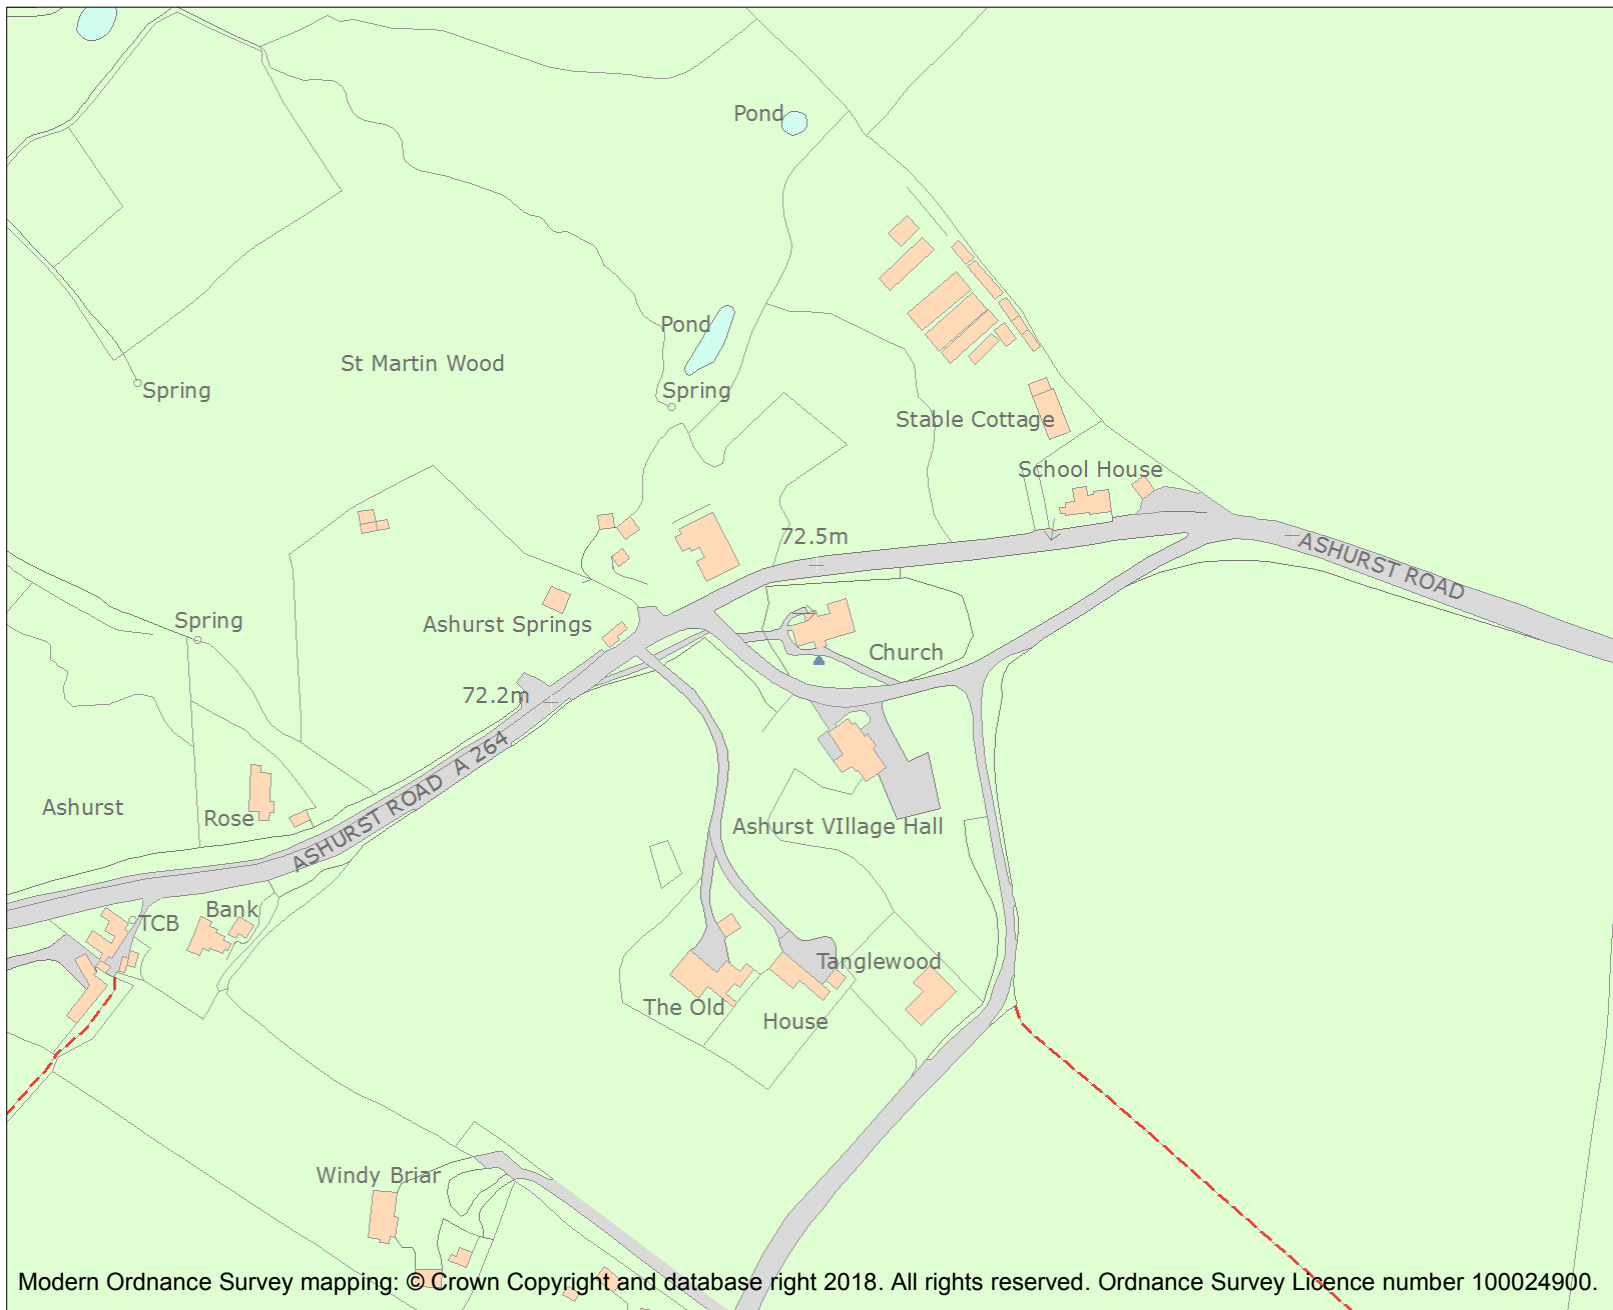 Pond
Pond
St Martin Wood
Spring
Spring
Stable Cottage
School House
72.5m
ASHURST ROAD
Spring
Ashurst Springs
Church
72.2m
ASHURST ROAD A 264
Ashurst
Rose
Ashurst VIllage Hall
Bank
TCB
Tanglewood
The Old
House
Windy Briar
Modern Ordnance Survey mapping: © Crown Copyright and database right 2018. All rights reserved. Ordnance Survey Licence number 100024900.